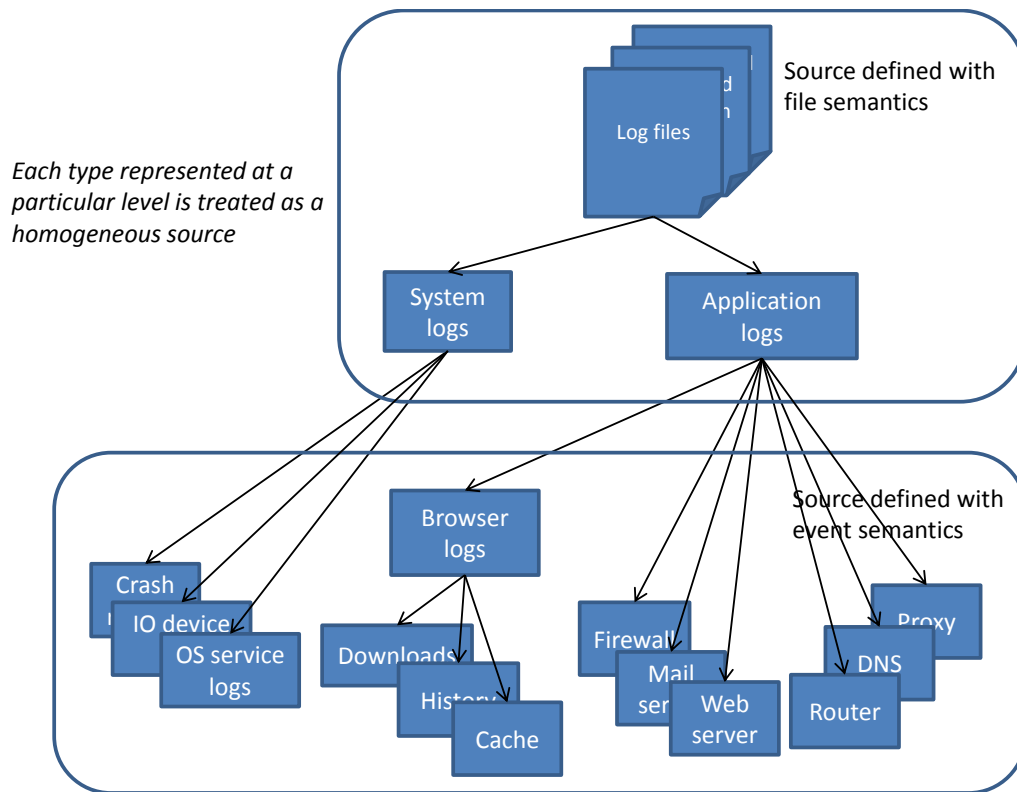 Source defined with
file semantics
Log files
Each type represented at a
particular level is treated as a
homogeneous source
System
logs
Application
logs
Source defined with
event semantics
Browser
logs
Crash
IO device
OS service
logs
Downloads
History
Cache
Firewall
Mail
Web
server
Proxy
DNS
Router